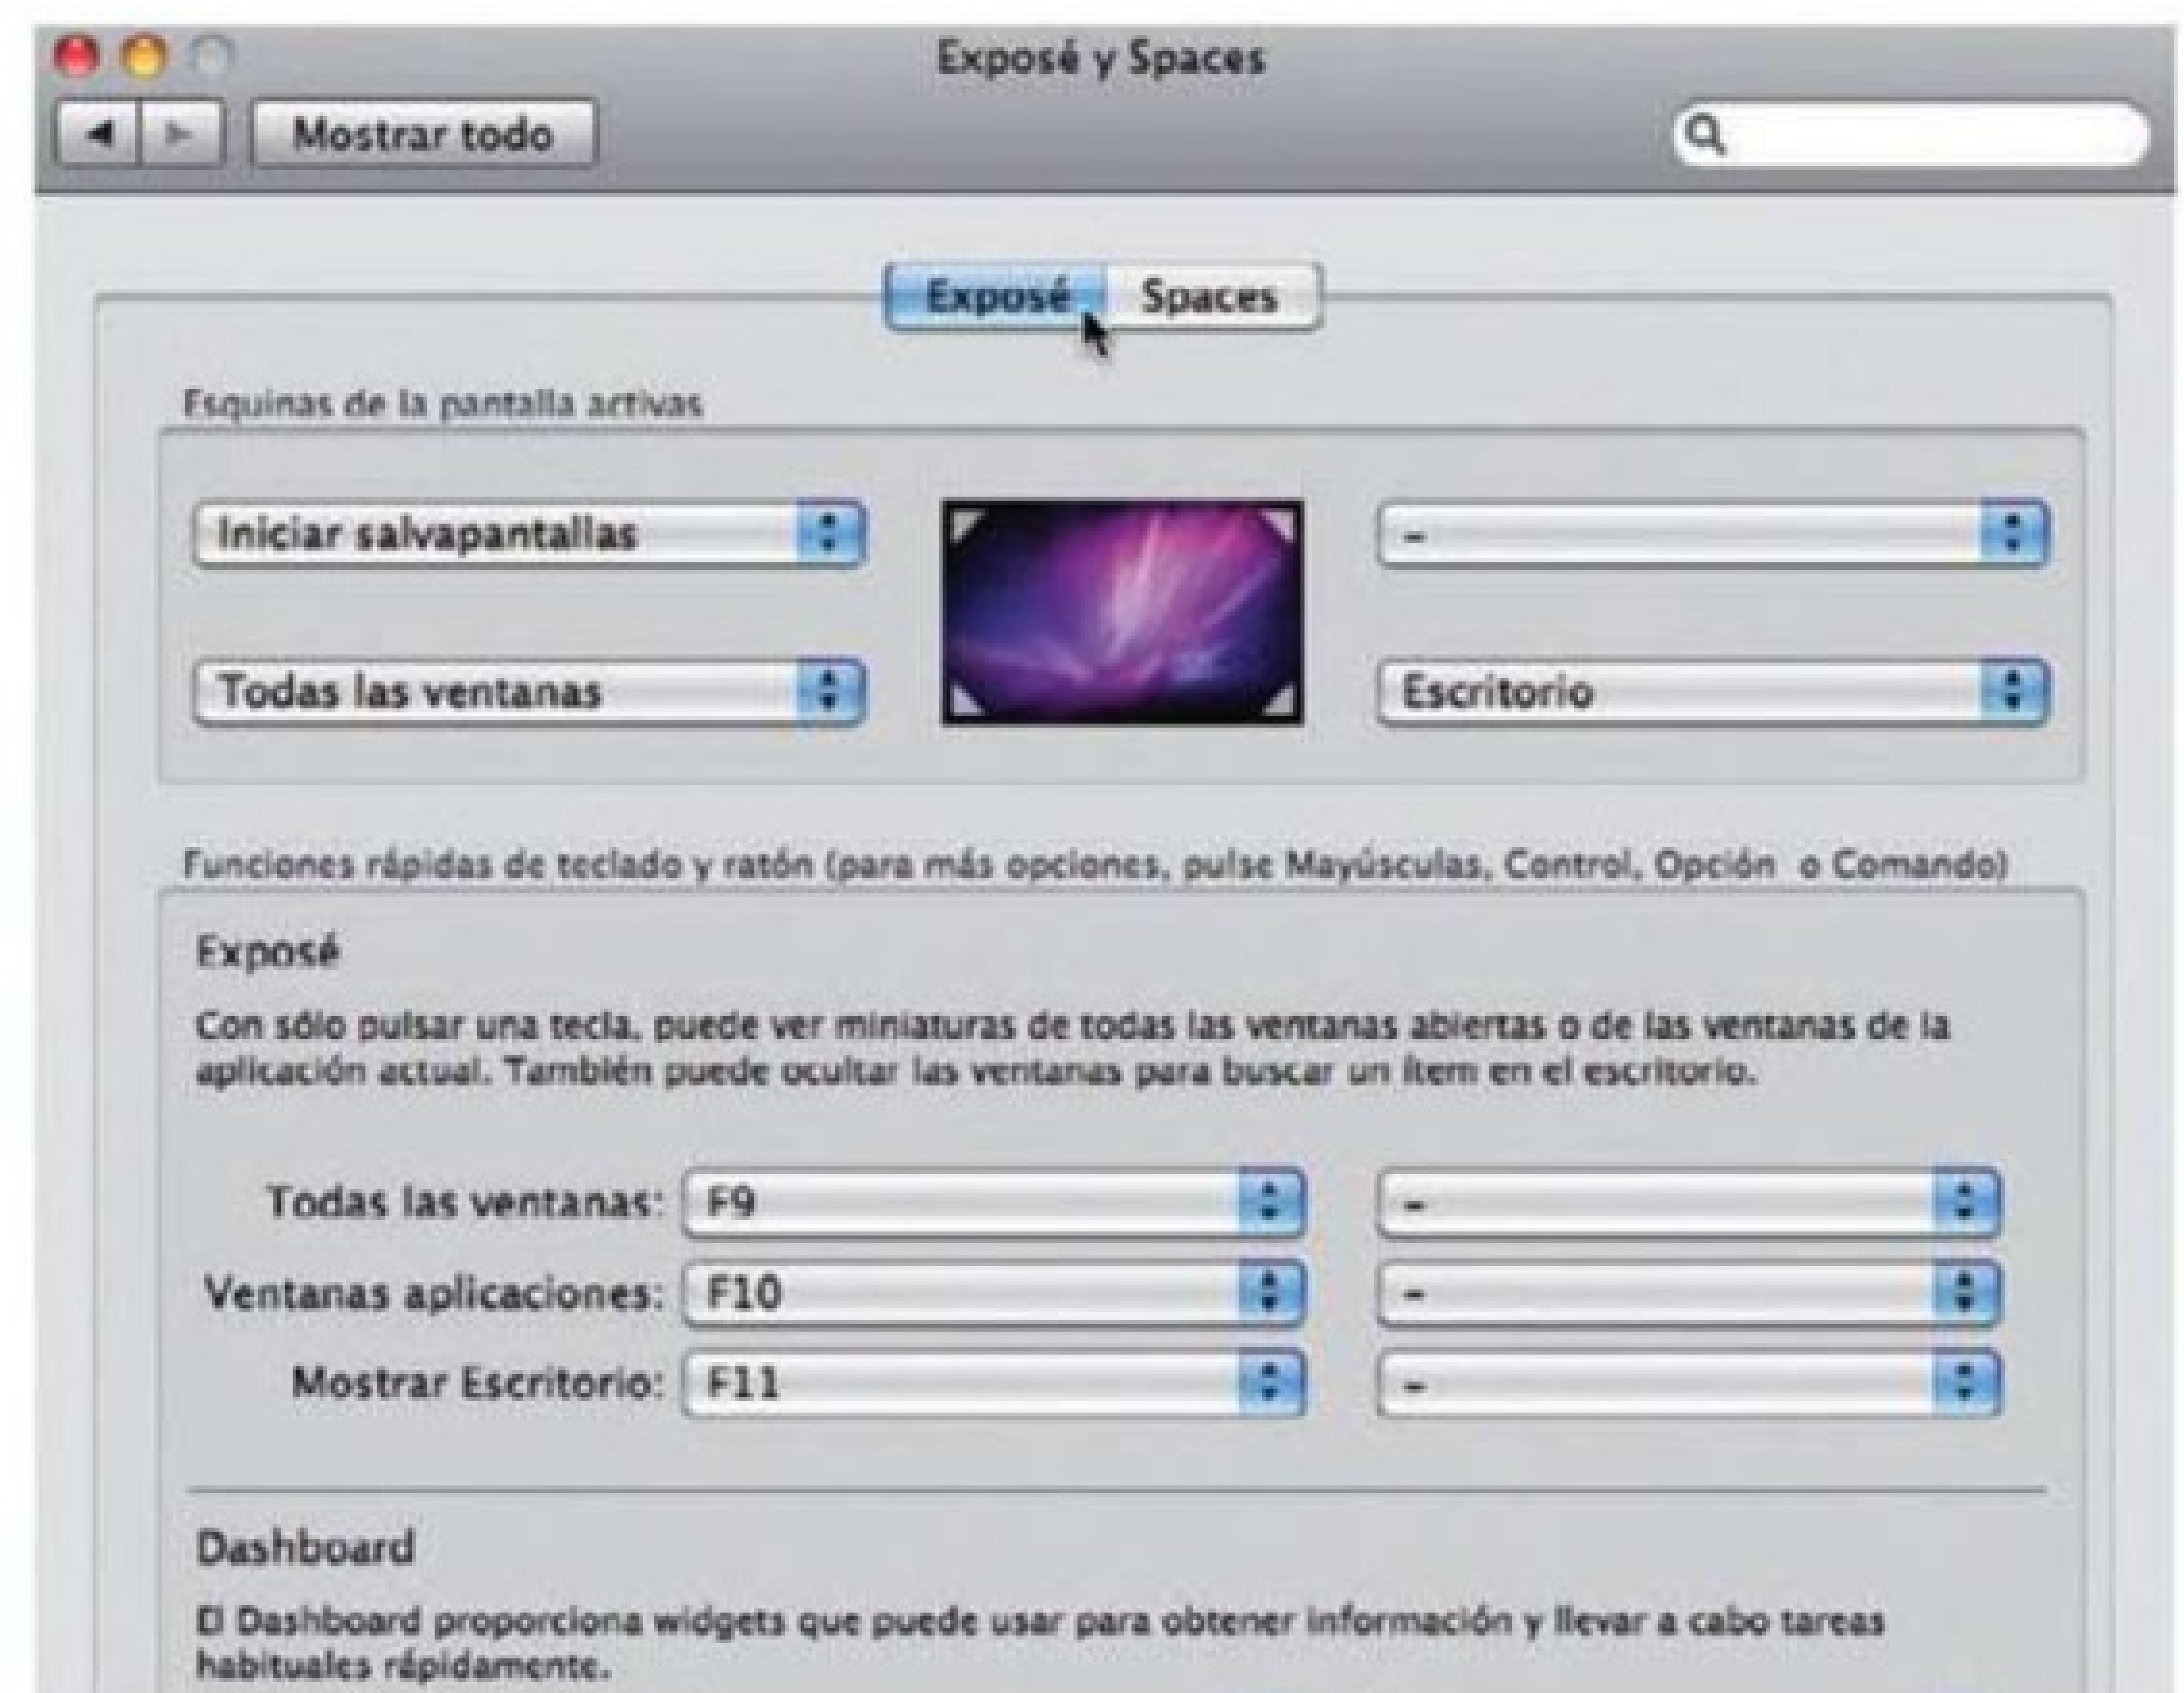 Exposé y Spaces
Mostrar todo
Exposé Spaces
Esquinas de la pantalla activas
Iniciar salvapantallas –
Todas las ventanas Escritorio
Funciones rápidas de teclado y ratón (para más opciones, pulse Mayúsculas, Control, Opción o Comando)
Exposé
Con sólo pulsar una tecla, puede ver miniaturas de todas las ventanas abiertas o de las ventanas de la
aplicación actual. También puede ocultar las ventanas para buscar un ítem en el escritorio.
Todas las ventanas: F9 –
Ventanas aplicaciones: F10 –
Mostrar Escritorio: F11 –
Dashboard
El Dashboard proporciona widgets que puede usar para obtener información y llevar a cabo tareas
habituales rápidamente.